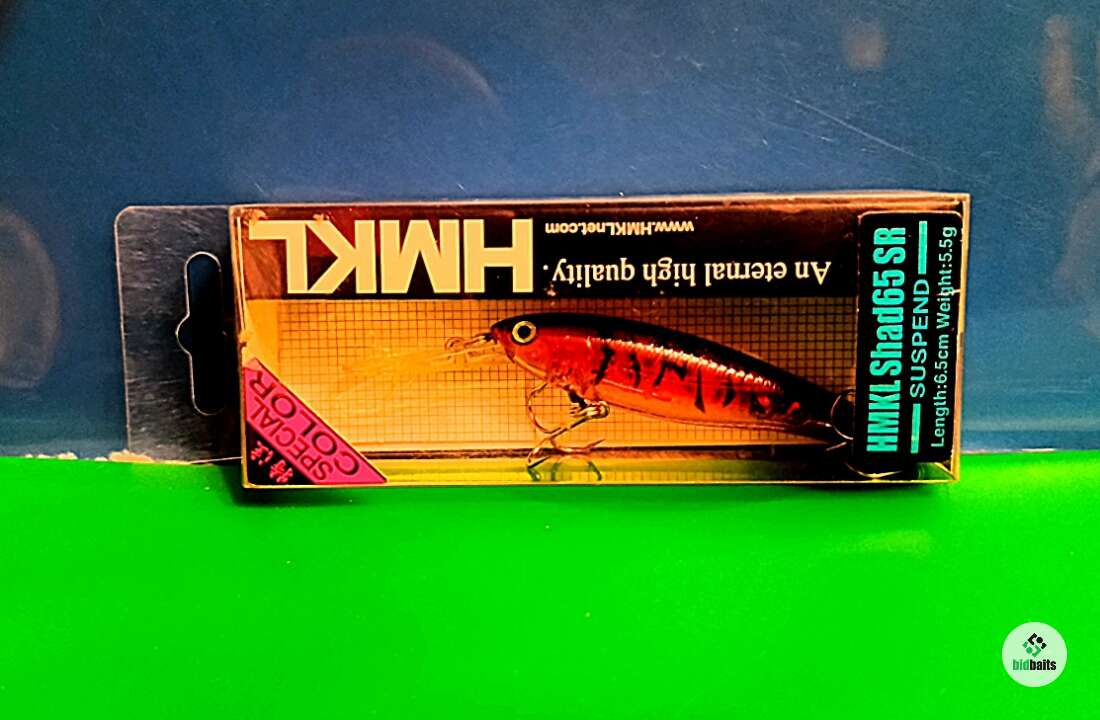 HMKL
www.HMKLnet.com
An eternal high quality.
HMKL Shad65 SR
SUSPEND
Length:6.5cm Weight:5.5g
特注
SPECIAL
COLOR
bidbaits